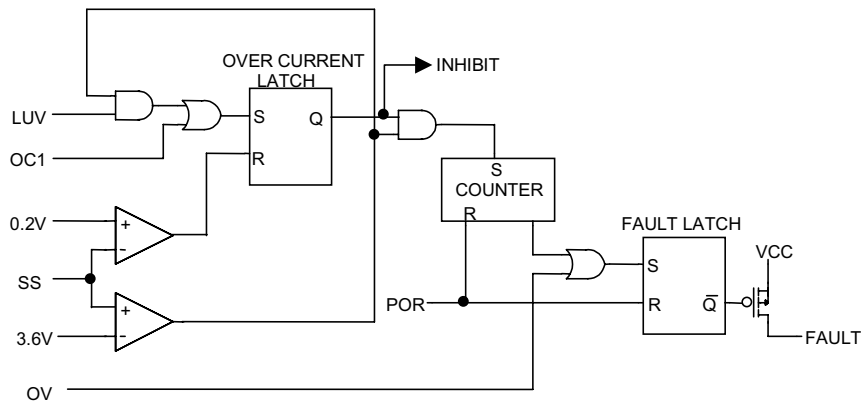 OVER CURRENT
LATCH
INHIBIT
LUV
S
Q
OC1
R
S
COUNTER
R
0.2V
+
-
FAULT LATCH
VCC
SS
S
+
POR
R
Q̅
3.6V
-
FAULT
OV